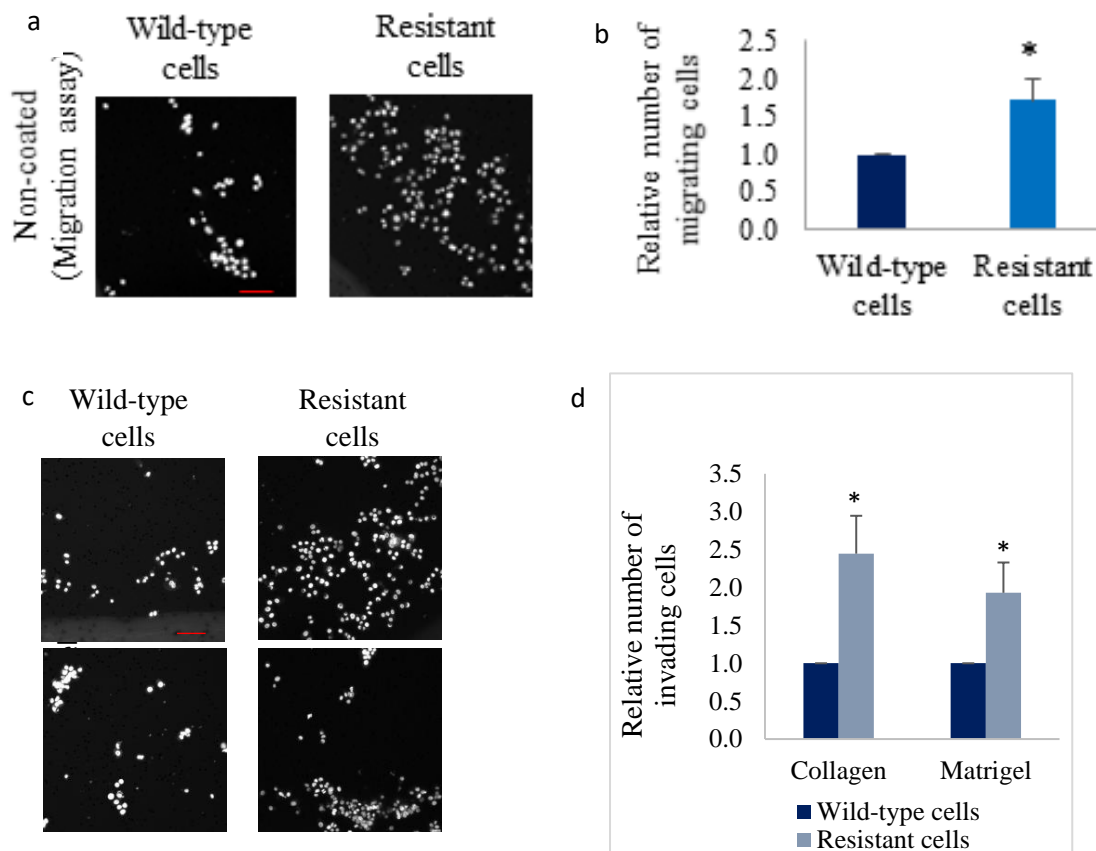 a
Wild-type
cells
Resistant
cells
Non-coated
(Migration assay)
b
Relative number of
migrating cells
2.5
2.0
1.5
1.0
0.5
0.0
*
Wild-type
cells
Resistant
cells
c
Wild-type
cells
Resistant
cells
d
Relative number of
invading cells
3.5
3.0
2.5
2.0
1.5
1.0
0.5
0.0
*
*
Collagen
Matrigel
Wild-type cells
Resistant cells